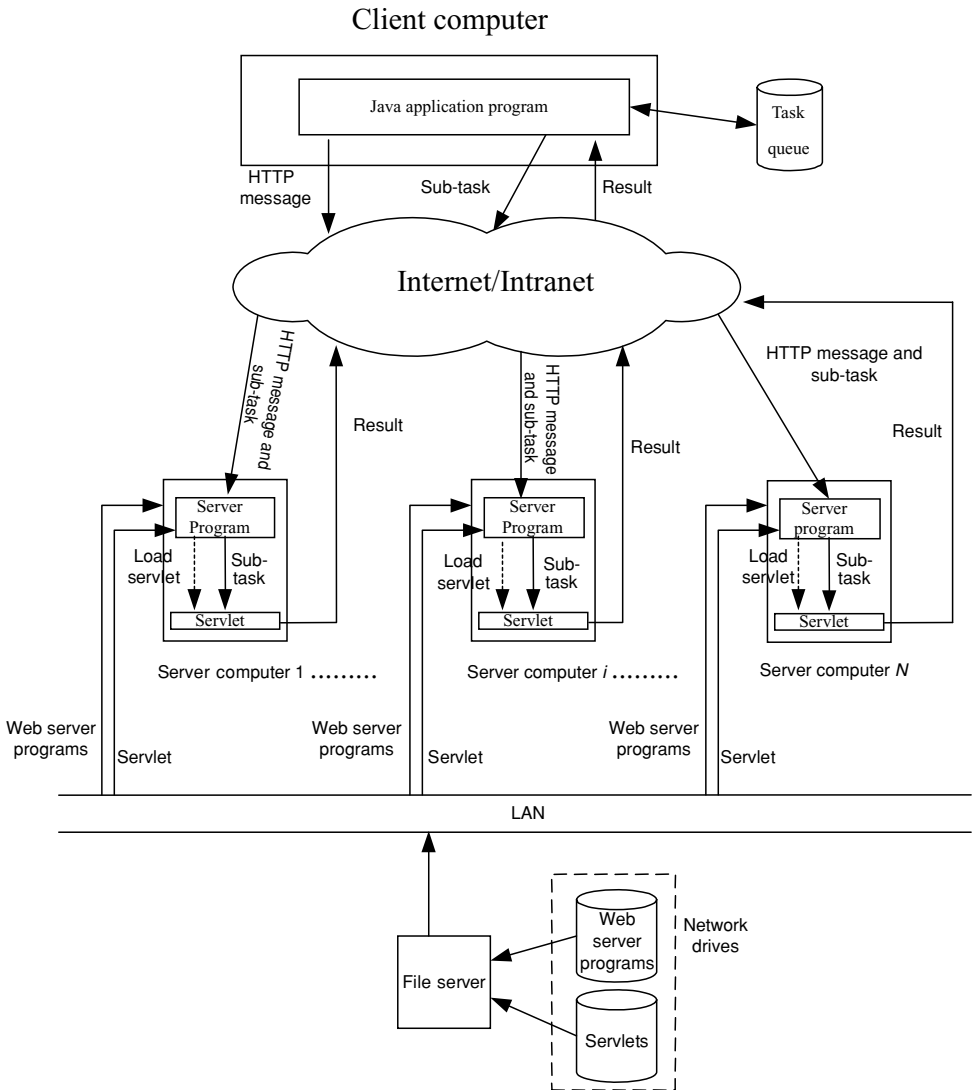 Client computer
Java application program
Task
queue
HTTP
message
Sub-task
Result
Internet/Intranet
HTTP message and
sub-task
Result
HTTP message
and sub-task
Result
HTTP message and
sub-task
Result
Server
Program
Load
servlet
Sub-
task
Servlet
Server computer 1 .........
Server
Program
Load
servlet
Sub-
task
Servlet
Server computer i .........
Server
program
Load
servlet
Sub-
task
Servlet
Server computer N
Web server
programs
Servlet
Web server
programs
Servlet
Web server
programs
Servlet
LAN
File server
Web
server
programs
Servlets
Network
drives